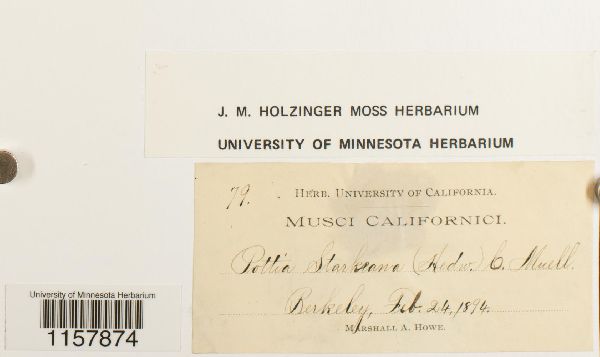 J. M. HOLZINGER MOSS HERBARIUM
UNIVERSITY OF MINNESOTA HERBARIUM
79. HERB. UNIVERSITY OF CALIFORNIA.
MUSCI CALIFORNICI.
Pottia Starkeana (Hedw.) C. Muell.
Berkeley, Feb. 24, 1894.
MARSHALL A. HOWE.
University of Minnesota Herbarium
1157874